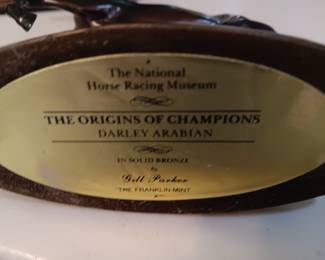 The National
Horse Racing Museum
THE ORIGINS OF CHAMPIONS
DARLEY ARABIAN
IN SOLID BRONZE
by
Gill Parker
"THE FRANKLIN MINT